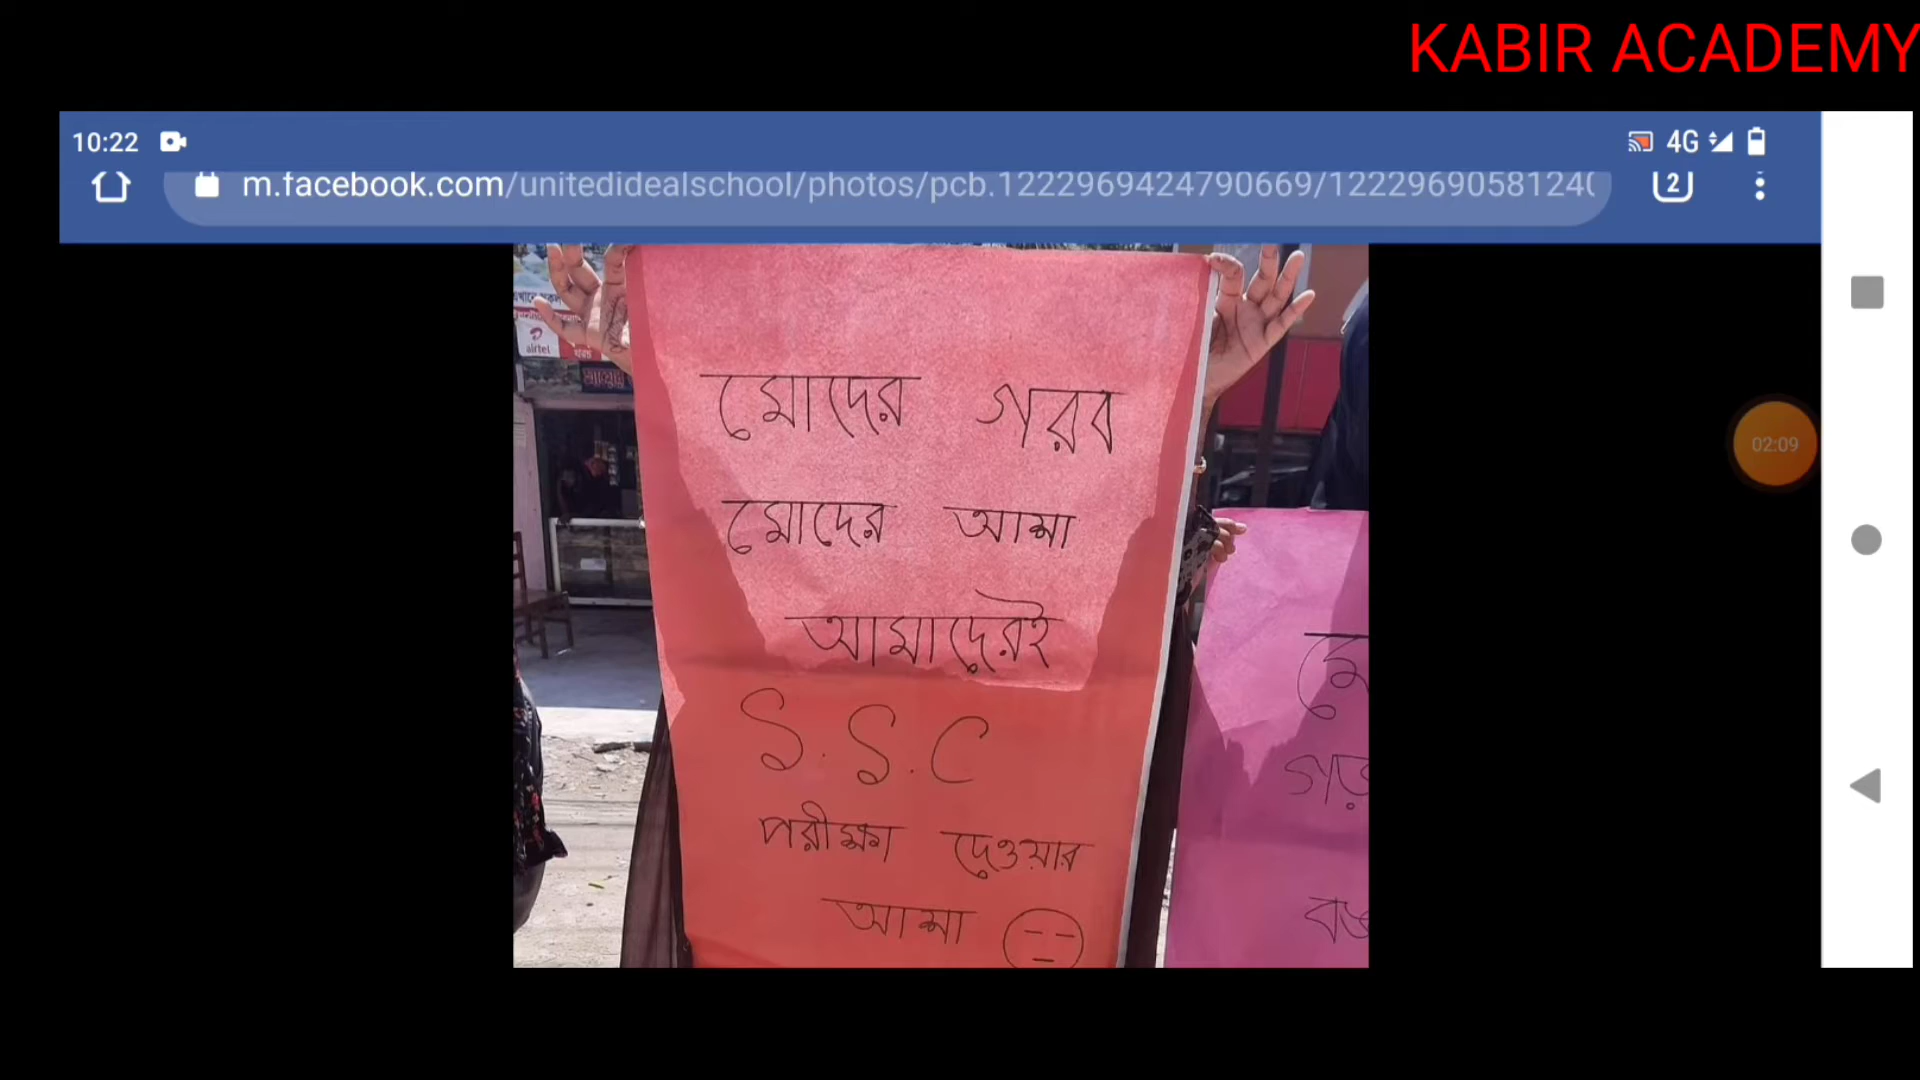 KABIR ACADEMY
10:22
4G
m.facebook.com/unitedidealschool/photos/pcb.1222969424790669/12229690581240
2
airtel
মোদের গরব
মোদের আশা
আমাদেরই
S.S.C
পরীক্ষা দেওয়ার
আশা
02:09